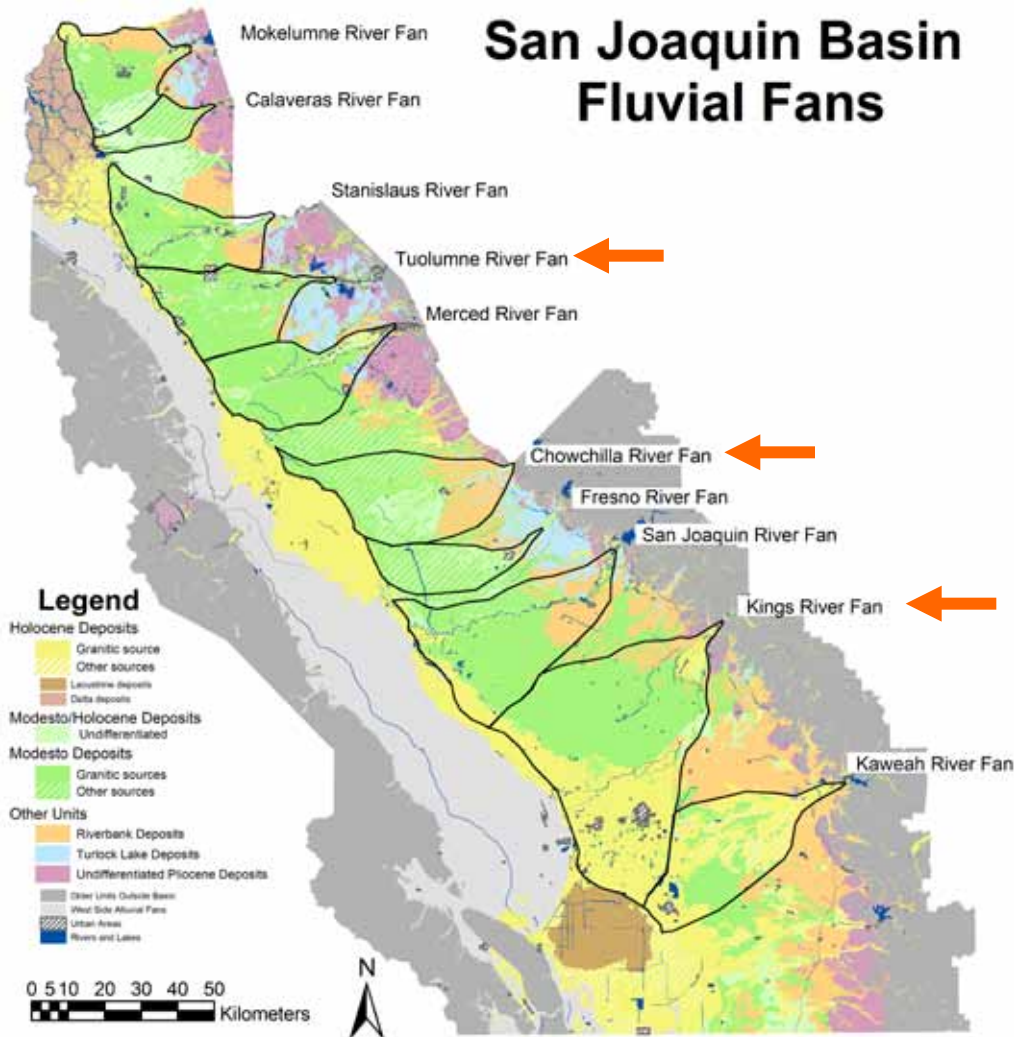 San Joaquin Basin
Fluvial Fans
Mokelumne River Fan
Calaveras River Fan
Stanislaus River Fan
Tuolumne River Fan
Merced River Fan
Chowchilla River Fan
Fresno River Fan
San Joaquin River Fan
Kings River Fan
Kaweah River Fan
Legend
Holocene Deposits
Granitic source
Other sources
Lacustrine deposits
Delta deposits
Modesto/Holocene Deposits
Undifferentiated
Modesto Deposits
Granitic sources
Other sources
Other Units
Riverbank Deposits
Turlock Lake Deposits
Undifferentiated Pliocene Deposits
Older Units Outside Basin
West Side Alluvial Fans
Urban Areas
Rivers and Lakes
0 5 10 20 30 40 50
Kilometers
N